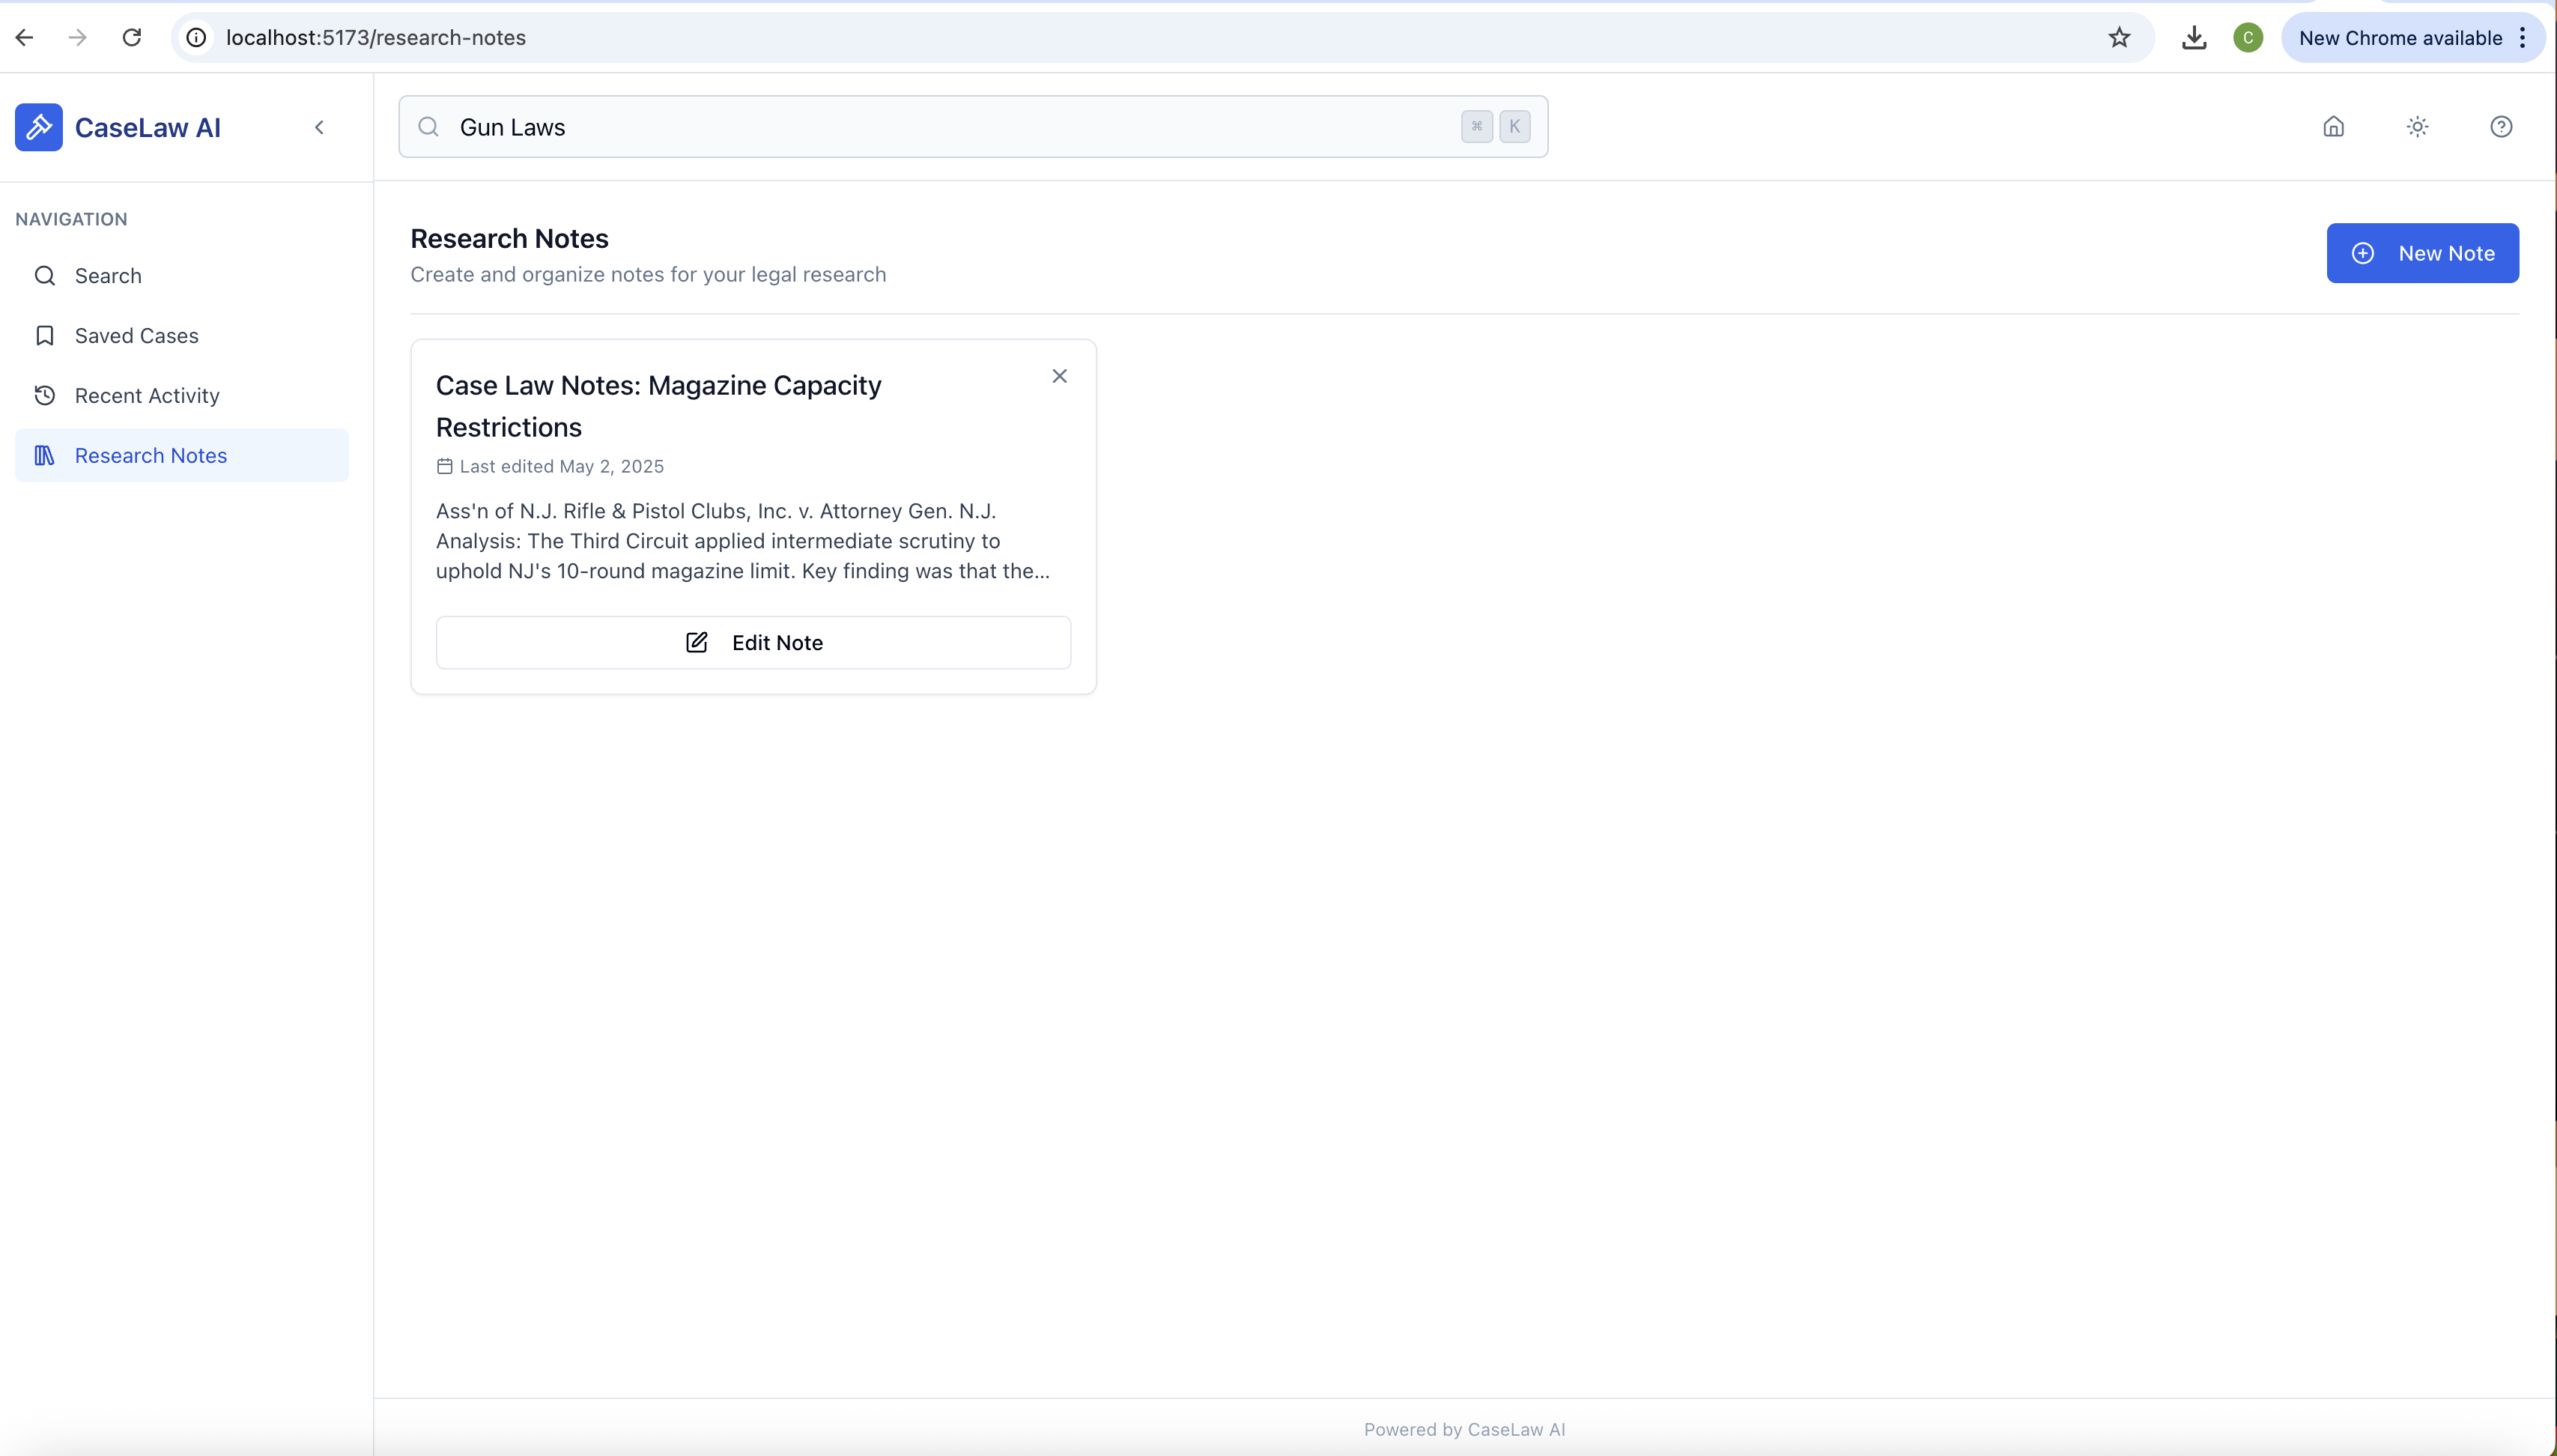 localhost:5173/research-notes
C
New Chrome available
CaseLaw AI
Gun Laws
⌘ K
NAVIGATION
Search
Saved Cases
Recent Activity
Research Notes
Research Notes
Create and organize notes for your legal research
New Note
Case Law Notes: Magazine Capacity
Restrictions
Last edited May 2, 2025
Ass'n of N.J. Rifle & Pistol Clubs, Inc. v. Attorney Gen. N.J.
Analysis: The Third Circuit applied intermediate scrutiny to
uphold NJ's 10-round magazine limit. Key finding was that the...
Edit Note
Powered by CaseLaw AI